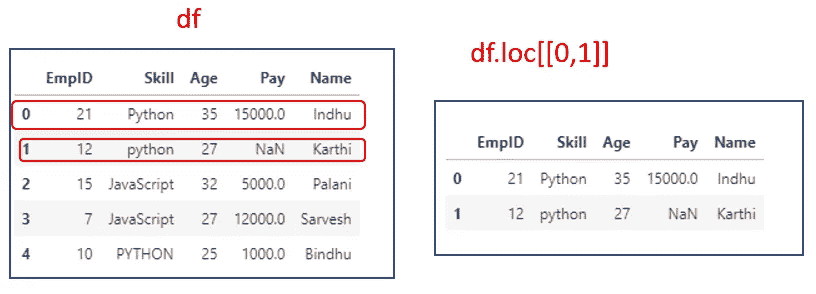 df
EmpID Skill Age Pay Name
0 21 Python 35 15000.0 Indhu
1 12 python 27 NaN Karthi
2 15 JavaScript 32 5000.0 Palani
3 7 JavaScript 27 12000.0 Sarvesh
4 10 PYTHON 25 1000.0 Bindhu
df.loc[[0,1]]
EmpID Skill Age Pay Name
0 21 Python 35 15000.0 Indhu
1 12 python 27 NaN Karthi